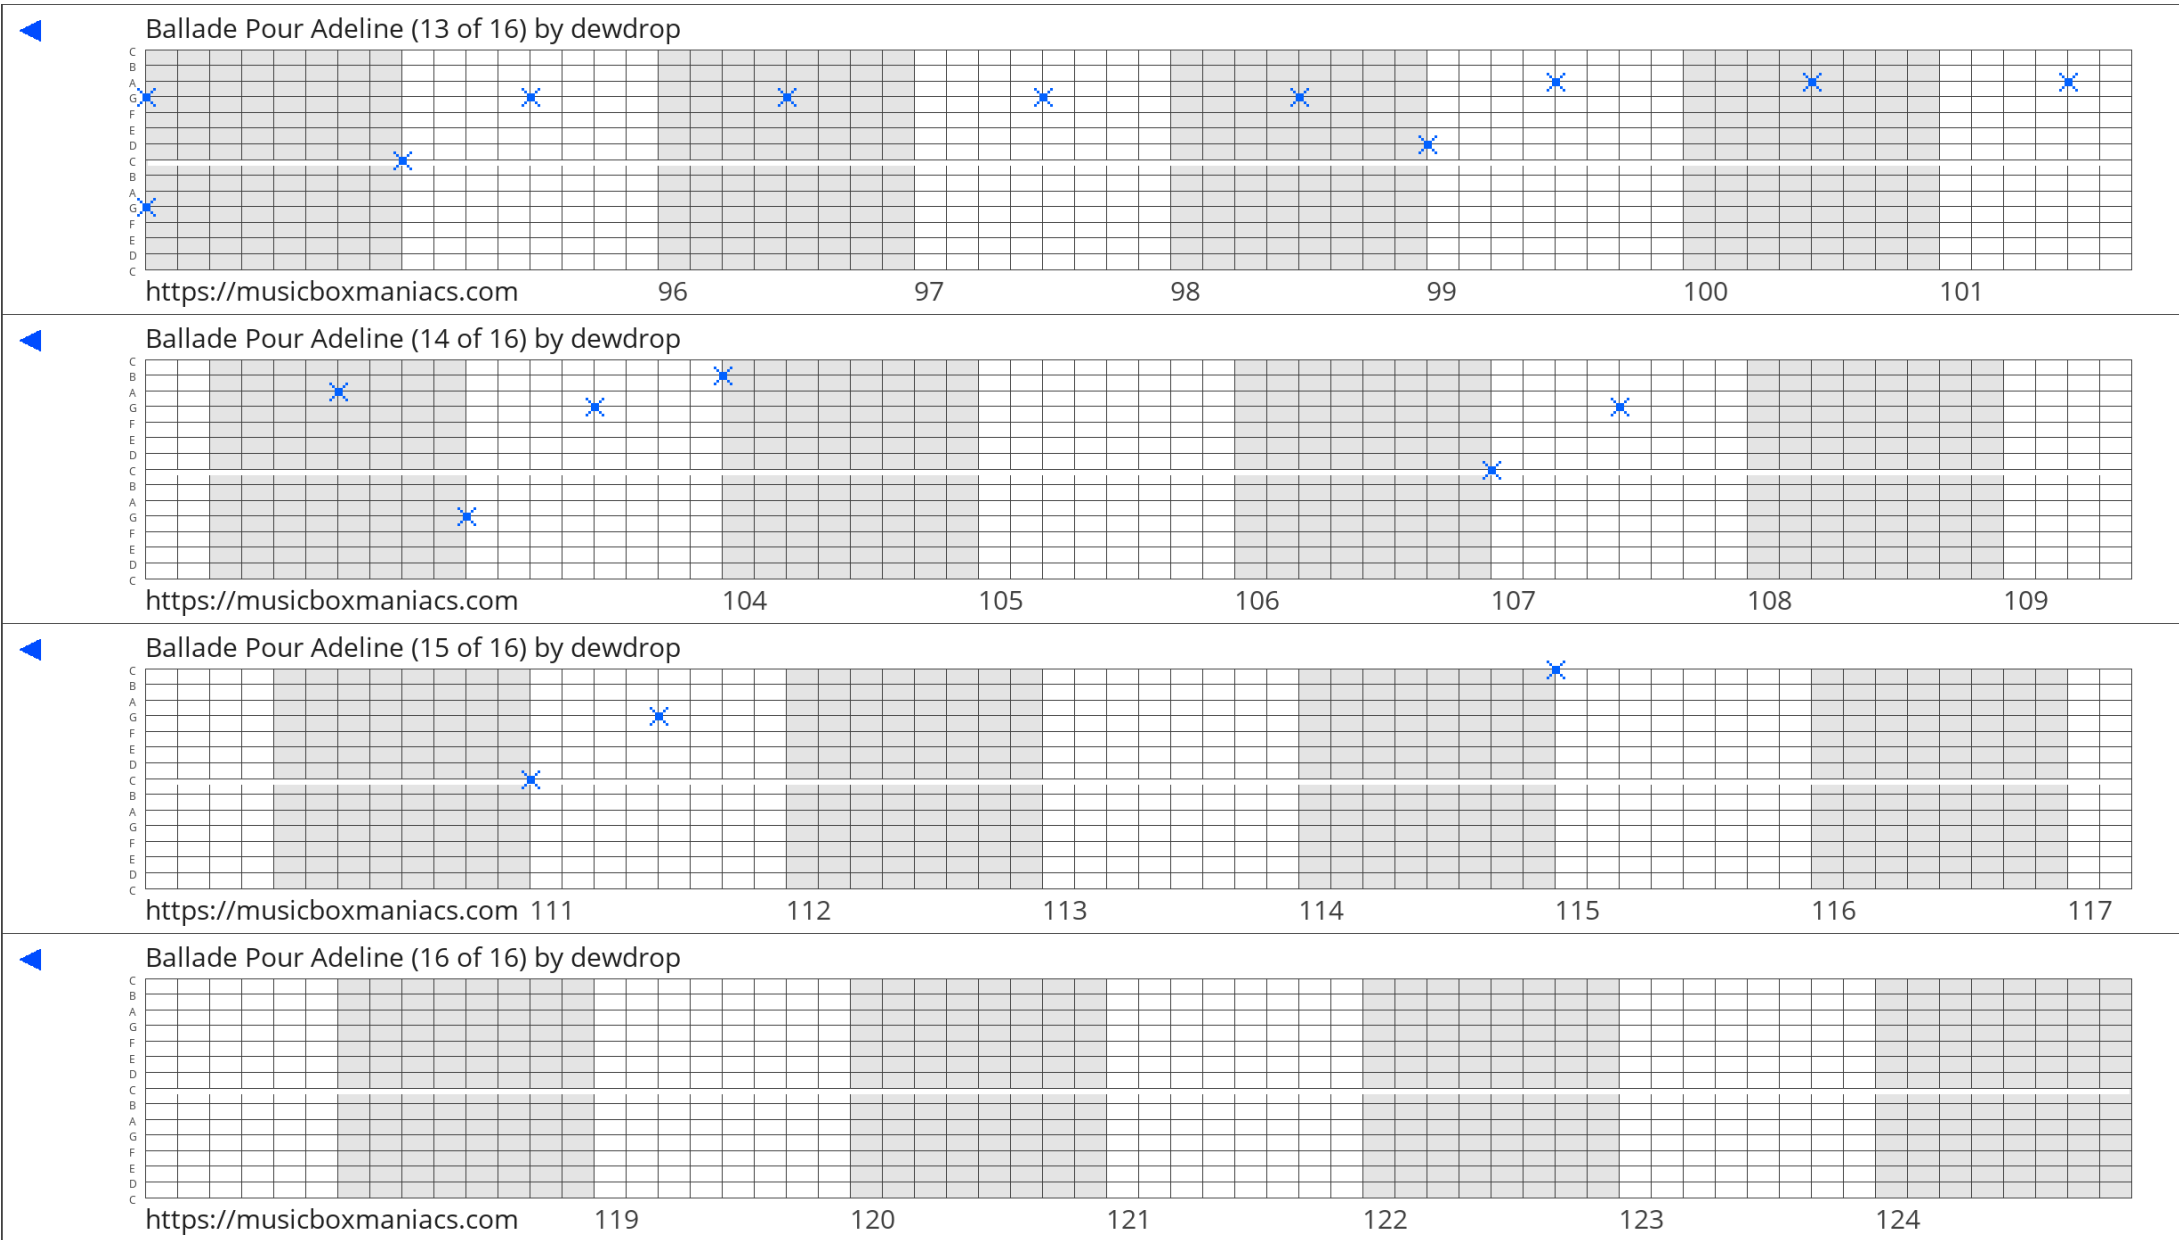 Ballade Pour Adeline (13 of 16) by dewdrop
C
B
A
G
F
E
D
C
B
A
G
F
E
D
C
https://musicboxmaniacs.com 96 97 98 99 100 101
Ballade Pour Adeline (14 of 16) by dewdrop
C
B
A
G
F
E
D
C
B
A
G
F
E
D
C
https://musicboxmaniacs.com 104 105 106 107 108 109
Ballade Pour Adeline (15 of 16) by dewdrop
C
B
A
G
F
E
D
C
B
A
G
F
E
D
C
https://musicboxmaniacs.com 111 112 113 114 115 116 117
Ballade Pour Adeline (16 of 16) by dewdrop
C
B
A
G
F
E
D
C
B
A
G
F
E
D
C
https://musicboxmaniacs.com 119 120 121 122 123 124